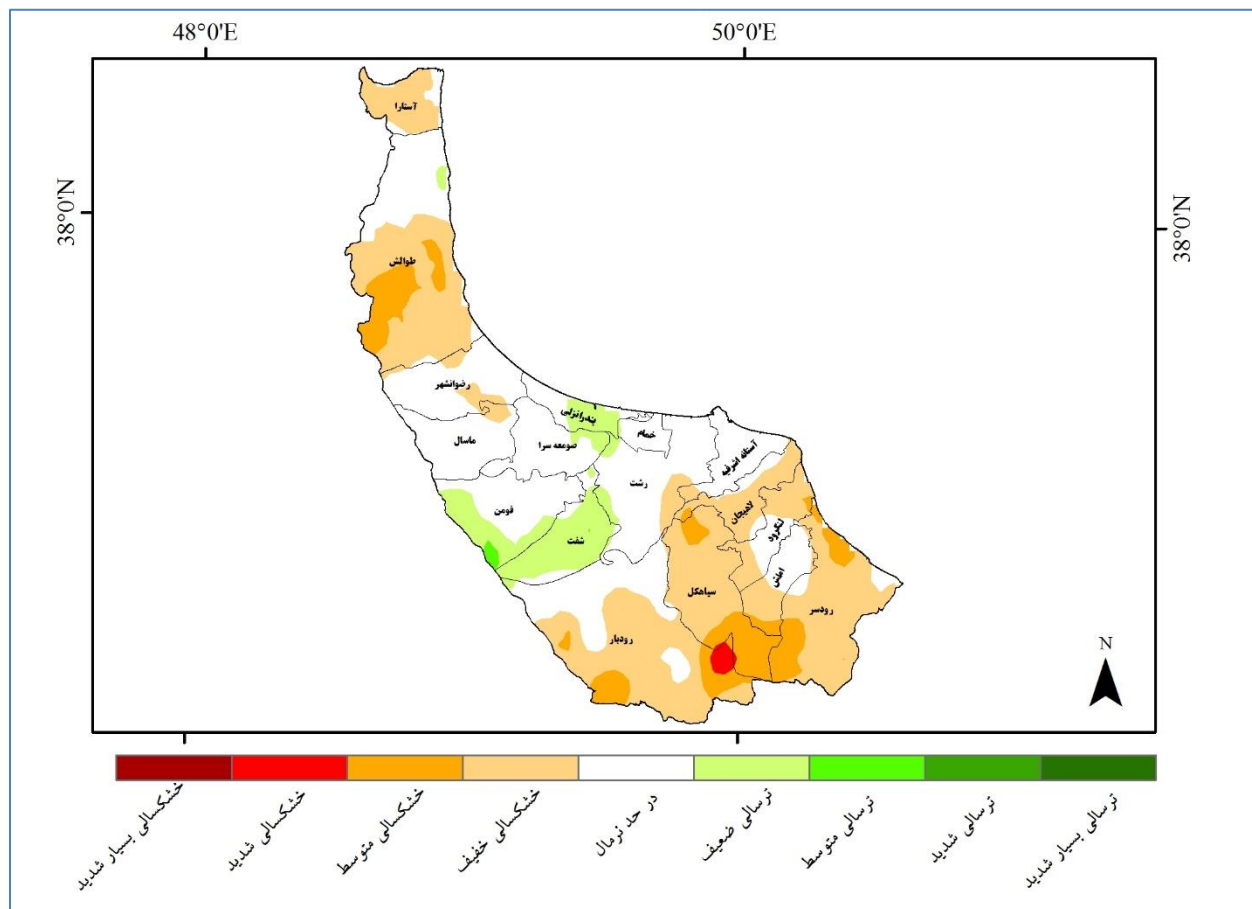 48°0'E
50°0'E
38°0'N
38°0'N
آستارا
طوالش
رضوانشهر
ماسال
صومعه سرا
بندرانزلی
خمام
آستانه اشرفیه
رشت
فومن
شفت
لاهیجان
لنگرود
املش
سیاهکل
رودسر
رودبار
N
خشکسالی بسیار شدید
خشکسالی شدید
خشکسالی متوسط
خشکسالی خفیف
در حد نرمال
ترسالی ضعیف
ترسالی متوسط
ترسالی شدید
ترسالی بسیار شدید